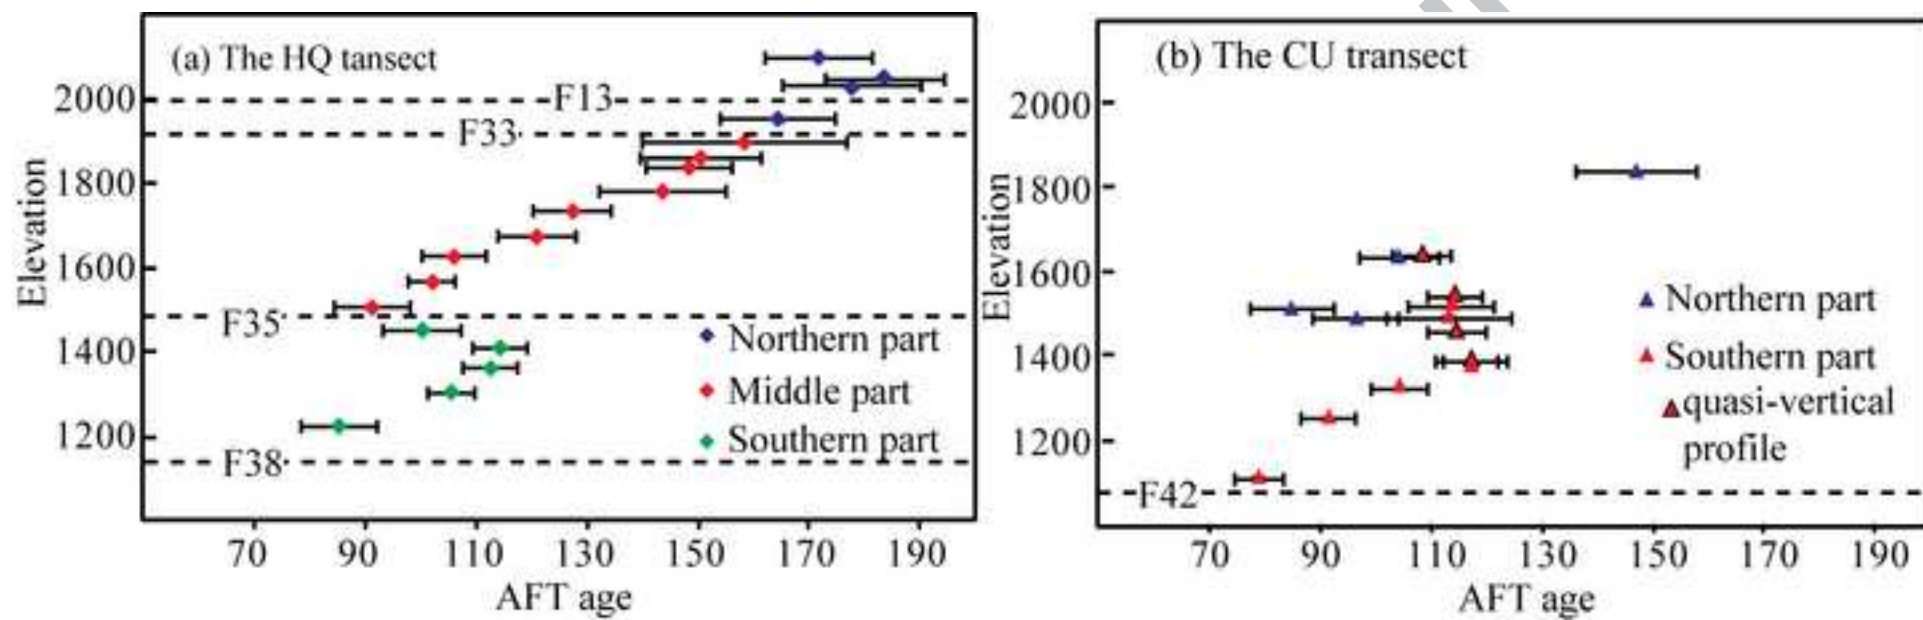 (a) The HQ tansect
Elevation
2000
1800
1600
1400
1200
F13
F33
F35
F38
Northern part
Middle part
Southern part
70 90 110 130 150 170 190
AFT age
(b) The CU transect
Elevation
2000
1800
1600
1400
1200
Northern part
Southern part
quasi-vertical
profile
F42
70 90 110 130 150 170 190
AFT age